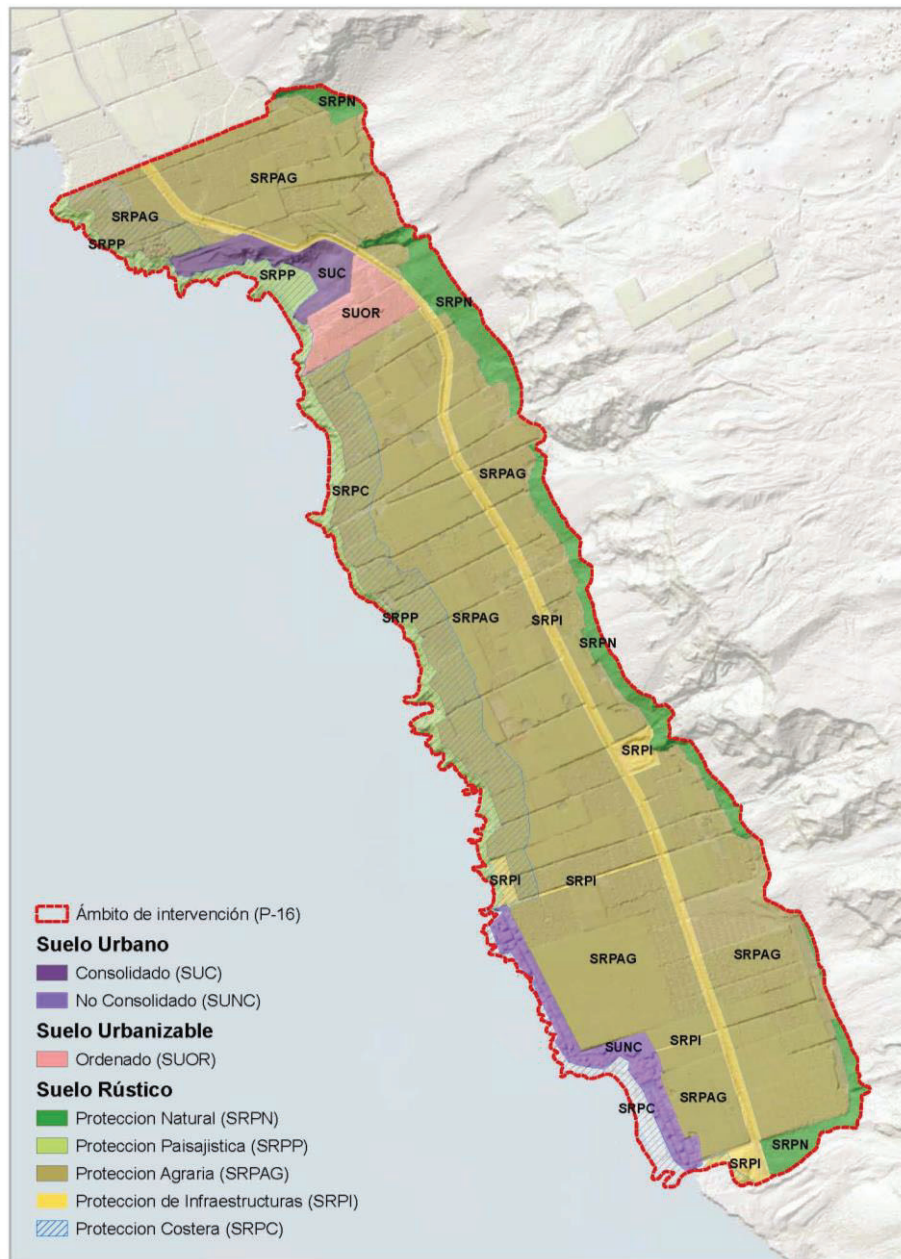 SRPN
SRPAG
SRPAG
SRPP
SRPP
SUC
SRPN
SUOR
SRPAG
SRPC
SRPP
SRPAG
SRPI
SRPN
SRPI
SRPI
SRPI
SRPAG
SRPAG
SRPI
SUNC
SRPAG
SRPC
SRPN
SRPI
Ámbito de intervención (P-16)
Suelo Urbano
Consolidado (SUC)
No Consolidado (SUNC)
Suelo Urbanizable
Ordenado (SUOR)
Suelo Rústico
Proteccion Natural (SRPN)
Proteccion Paisajistica (SRPP)
Proteccion Agraria (SRPAG)
Proteccion de Infraestructuras (SRPI)
Proteccion Costera (SRPC)